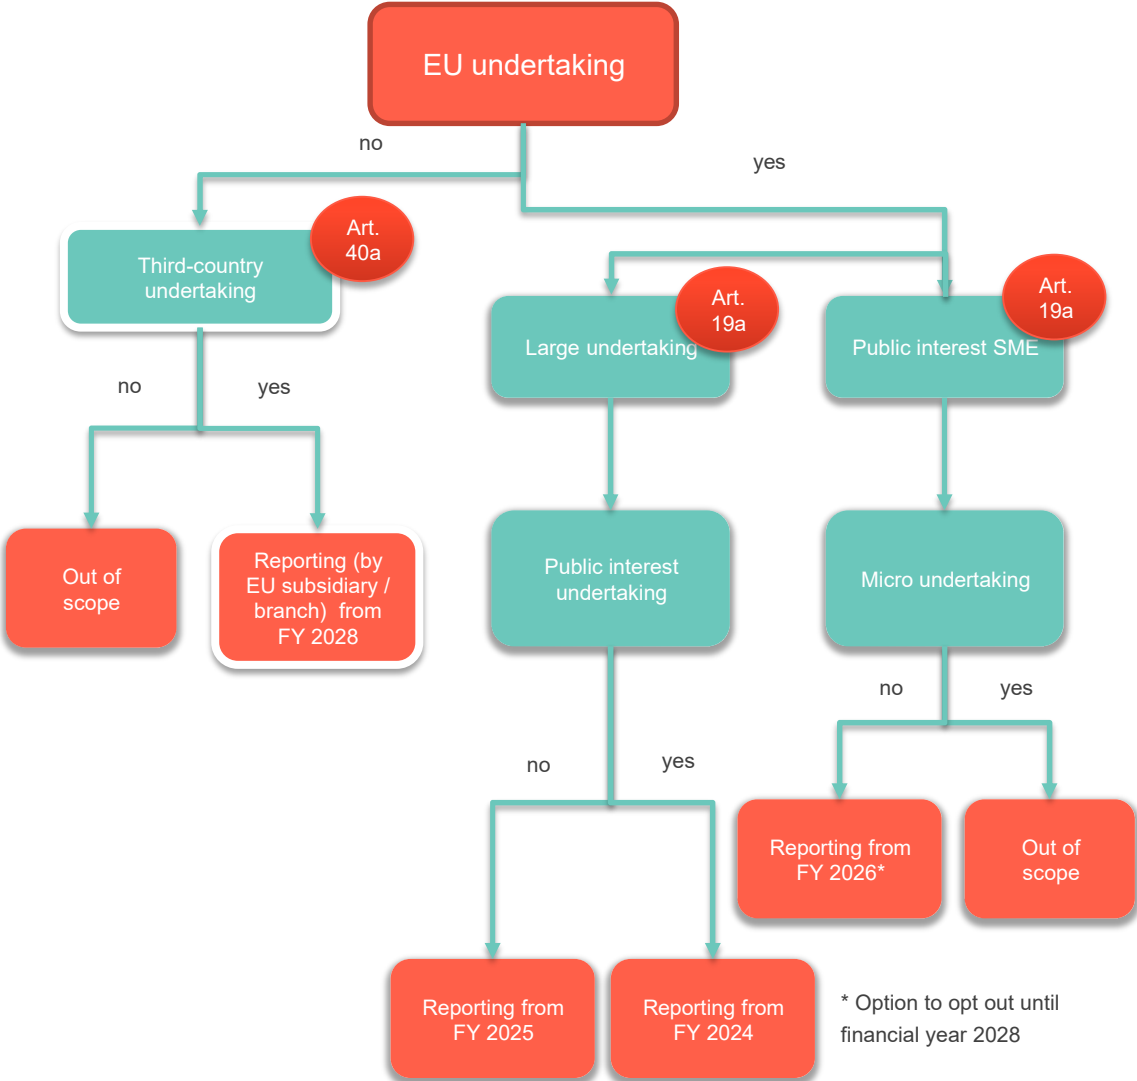 EU undertaking
no
yes
Art.
40a
Third-country
undertaking
Art.
19a
Large undertaking
Art.
19a
Public interest SME
no
yes
Out of
scope
Reporting (by
EU subsidiary /
branch) from
FY 2028
Public interest
undertaking
Micro undertaking
no
yes
no
yes
Reporting from
FY 2026*
Out of
scope
Reporting from
FY 2025
Reporting from
FY 2024
* Option to opt out until
financial year 2028